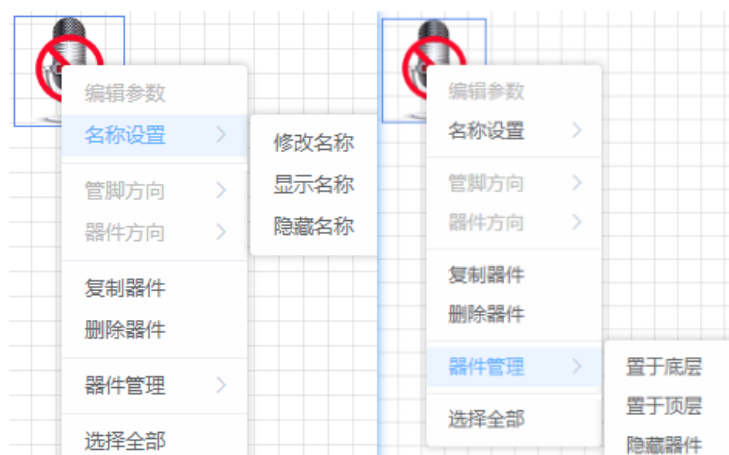 编辑参数
名称设置
修改名称
显示名称
隐藏名称
管脚方向
器件方向
复制器件
删除器件
器件管理
选择全部
编辑参数
名称设置
管脚方向
器件方向
复制器件
删除器件
器件管理
置于底层
置于顶层
隐藏器件
选择全部